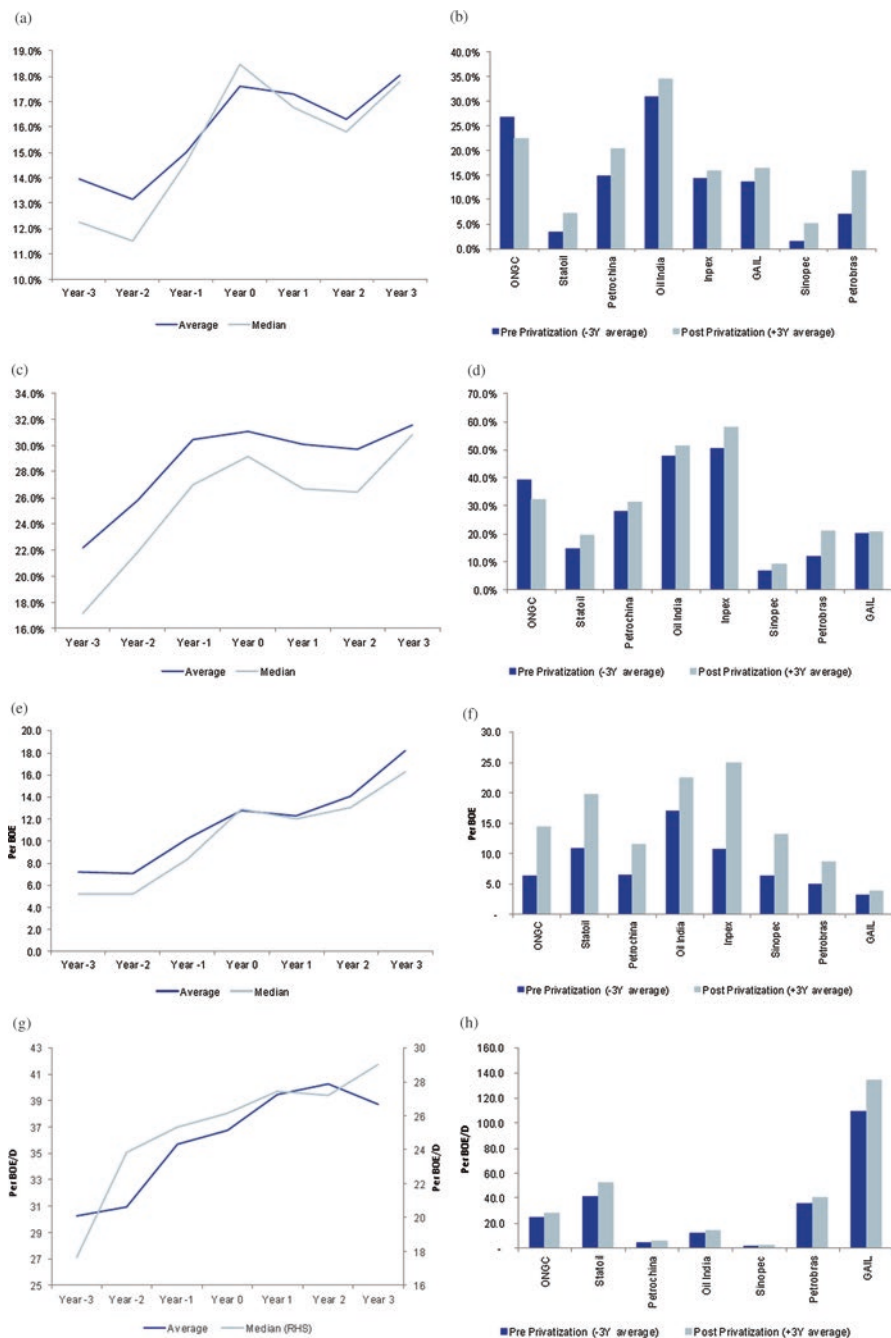 (a)
18.0%
17.0%
16.0%
15.0%
14.0%
13.0%
12.0%
11.0%
10.0%
Year -3 Year -2 Year -1 Year 0 Year 1 Year 2 Year 3
Average Median
(b)
40.0%
35.0%
30.0%
25.0%
20.0%
15.0%
10.0%
5.0%
0.0%
ONGC Statoil Petrochina Oil India Inpex GAIL Sinopec Petrobras
Pre Privatization (-3Y average) Post Privatization (+3Y average)
(c)
34.0%
32.0%
30.0%
28.0%
26.0%
24.0%
22.0%
20.0%
18.0%
16.0%
Year -3 Year -2 Year -1 Year 0 Year 1 Year 2 Year 3
Average Median
(d)
70.0%
60.0%
50.0%
40.0%
30.0%
20.0%
10.0%
0.0%
ONGC Statoil Petrochina Oil India Inpex Sinopec Petrobras GAIL
Pre Privatization (-3Y average) Post Privatization (+3Y average)
(e)
Per BOE
20.0
18.0
16.0
14.0
12.0
10.0
8.0
6.0
4.0
2.0
0.0
Year -3 Year -2 Year -1 Year 0 Year 1 Year 2 Year 3
Average Median
(f)
Per BOE
30.0
25.0
20.0
15.0
10.0
5.0
-
ONGC Statoil Petrochina Oil India Inpex Sinopec Petrobras GAIL
Pre Privatization (-3Y average) Post Privatization (+3Y average)
(g)
Per BOE/D
43
41
39
37
35
33
31
29
27
25
30
28
26
24
22
20
18
16
Per BOE/D
Year -3 Year -2 Year -1 Year 0 Year 1 Year 2 Year 3
Average Median (RHS)
(h)
Per BOE/D
160.0
140.0
120.0
100.0
80.0
60.0
40.0
20.0
-
ONGC Statoil Petrochina Oil India Sinopec Petrobras GAIL
Pre Privatization (-3Y average) Post Privatization (+3Y average)